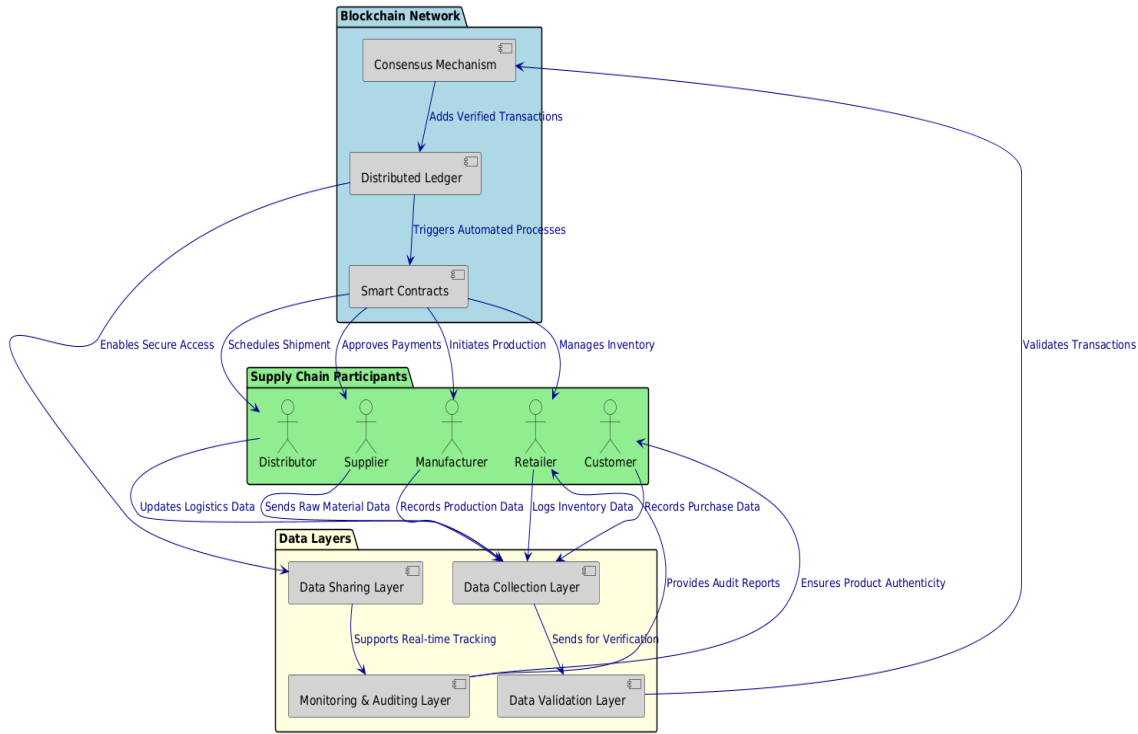 Blockchain Network
Consensus Mechanism
Adds Verified Transactions
Distributed Ledger
Triggers Automated Processes
Smart Contracts
Enables Secure Access
Schedules Shipment
Approves Payments
Initiates Production
Manages Inventory
Validates Transactions
Supply Chain Participants
Distributor
Supplier
Manufacturer
Retailer
Customer
Updates Logistics Data
Sends Raw Material Data
Records Production Data
Logs Inventory Data
Records Purchase Data
Data Layers
Data Sharing Layer
Data Collection Layer
Provides Audit Reports
Ensures Product Authenticity
Supports Real-time Tracking
Sends for Verification
Monitoring & Auditing Layer
Data Validation Layer